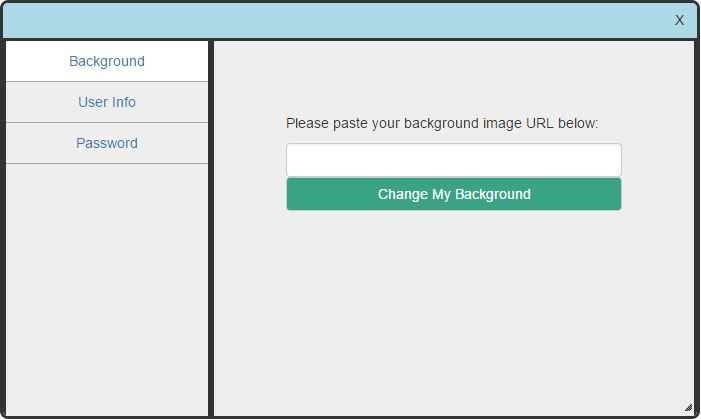 X
Background
User Info
Password
Please paste your background image URL below:
Change My Background